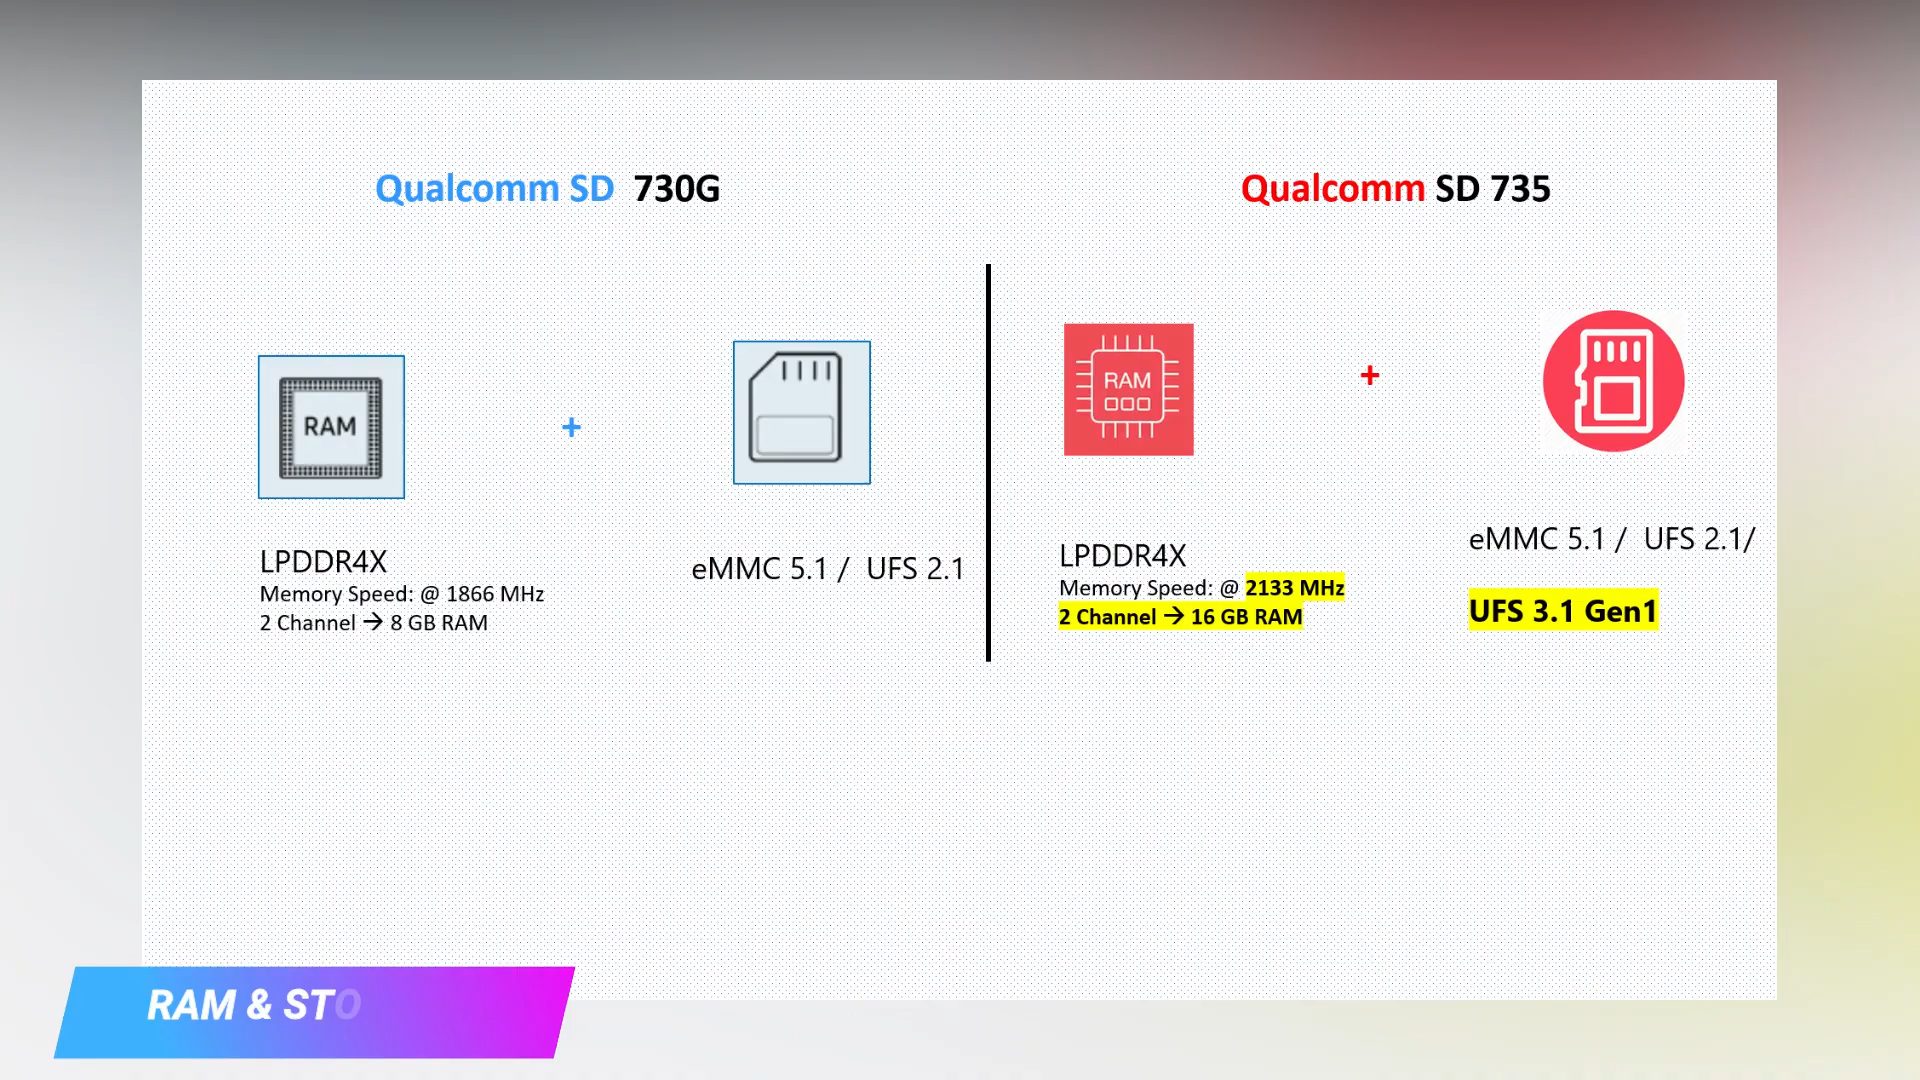 Qualcomm SD 730G
Qualcomm SD 735
RAM
+
RAM
+
LPDDR4X
Memory Speed: @ 1866 MHz
2 Channel → 8 GB RAM
eMMC 5.1 / UFS 2.1
LPDDR4X
Memory Speed: @ 2133 MHz
2 Channel → 16 GB RAM
eMMC 5.1 / UFS 2.1/
UFS 3.1 Gen1
RAM & STO